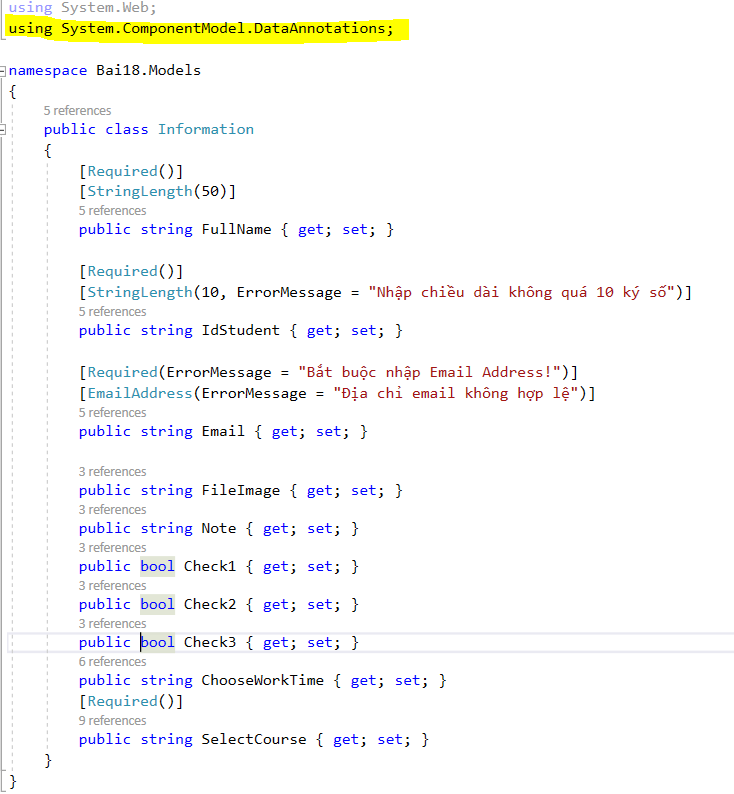 using System.Web;
using System.ComponentModel.DataAnnotations;
namespace Bai18.Models
{
5 references
public class Information
{
[Required()]
[StringLength(50)]
5 references
public string FullName { get; set; }
[Required()]
[StringLength(10, ErrorMessage = "Nhập chiều dài không quá 10 ký số")]
5 references
public string IdStudent { get; set; }
[Required(ErrorMessage = "Bắt buộc nhập Email Address!")]
[EmailAddress(ErrorMessage = "Địa chỉ email không hợp lệ")]
5 references
public string Email { get; set; }
3 references
public string FileImage { get; set; }
3 references
public string Note { get; set; }
3 references
public bool Check1 { get; set; }
3 references
public bool Check2 { get; set; }
3 references
public bool Check3 { get; set; }
6 references
public string ChooseWorkTime { get; set; }
[Required()]
9 references
public string SelectCourse { get; set; }
}
}